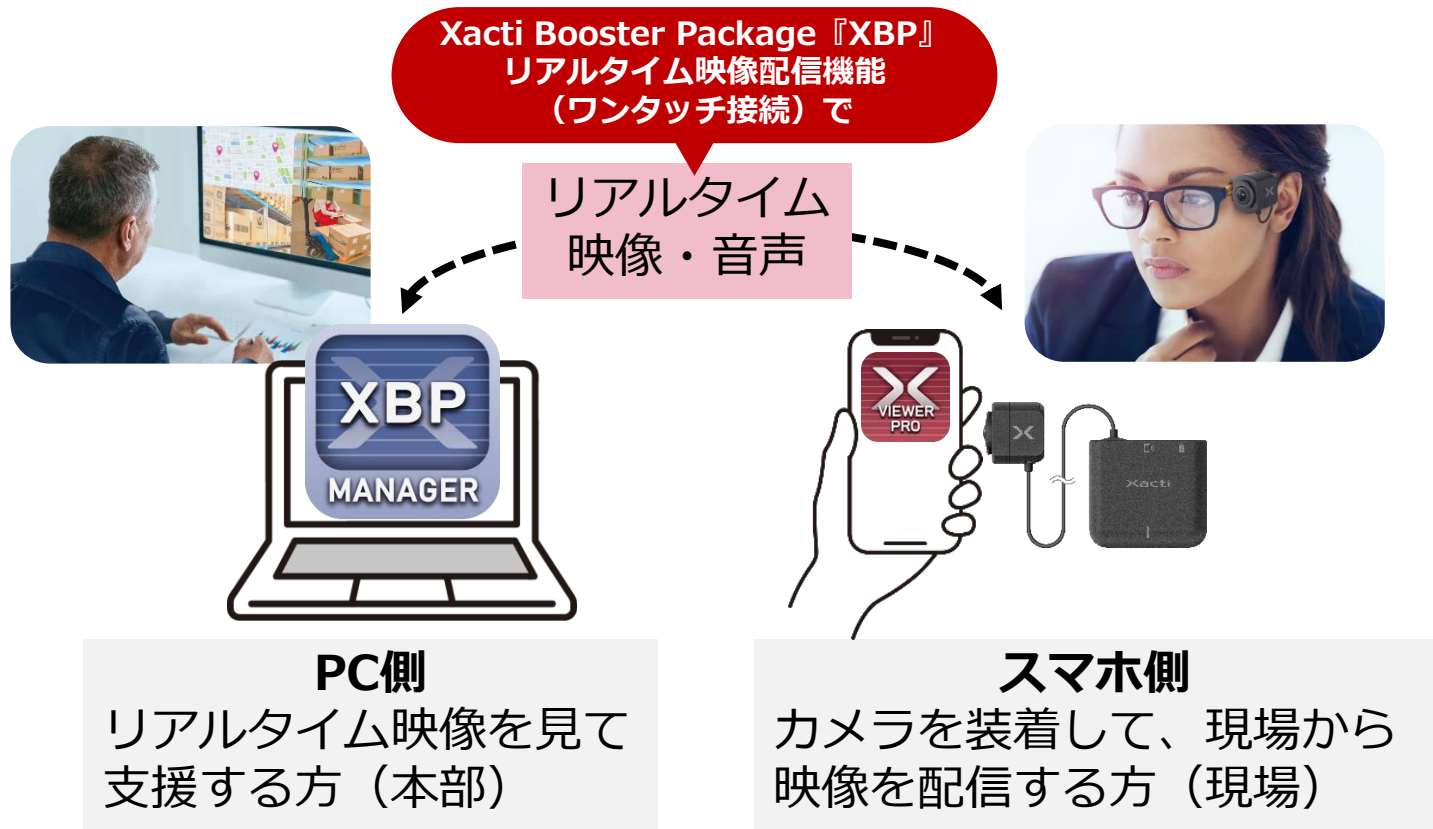 Xacti Booster Package『XBP』
リアルタイム映像配信機能
（ワンタッチ接続）で
リアルタイム
映像・音声
XBP
MANAGER
VIEWER
PRO
Xacti
PC側
リアルタイム映像を見て
支援する方（本部）
スマホ側
カメラを装着して、現場から
映像を配信する方（現場）